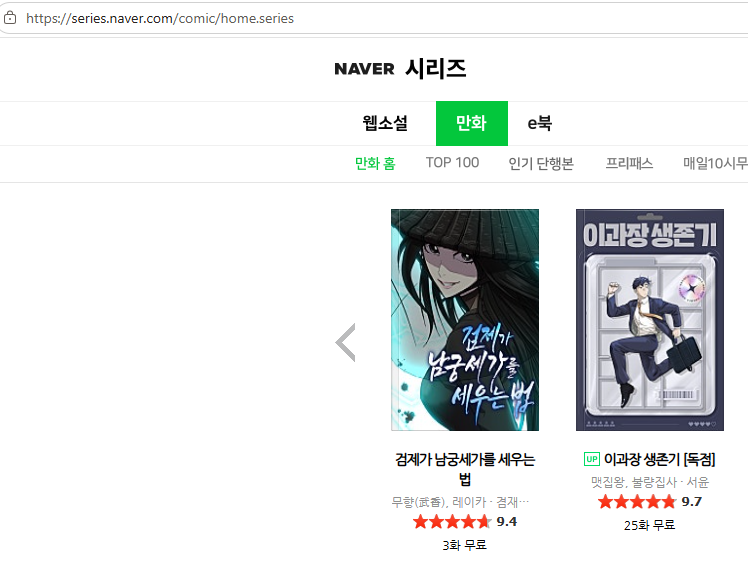 https://series.naver.com/comic/home.series
NAVER 시리즈
웹소설 만화 e북
만화 홈 TOP 100 인기 단행본 프리패스 매일10시무
검제가
남궁세가를
세우는 법
이과장 생존기
검제가 남궁세가를 세우는
법
무향(武香), 레이카 · 겸재…
9.4
3화 무료
UP 이과장 생존기 [독점]
맷집왕, 불량집사 · 서윤
9.7
25화 무료